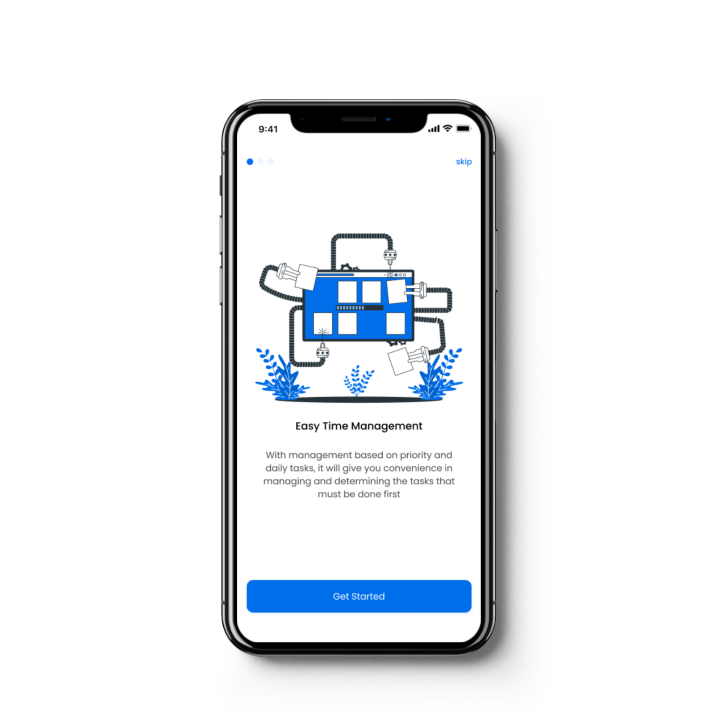 9:41
skip
Easy Time Management
With management based on priority and
daily tasks, it will give you convenience in
managing and determining the tasks that
must be done first
Get Started